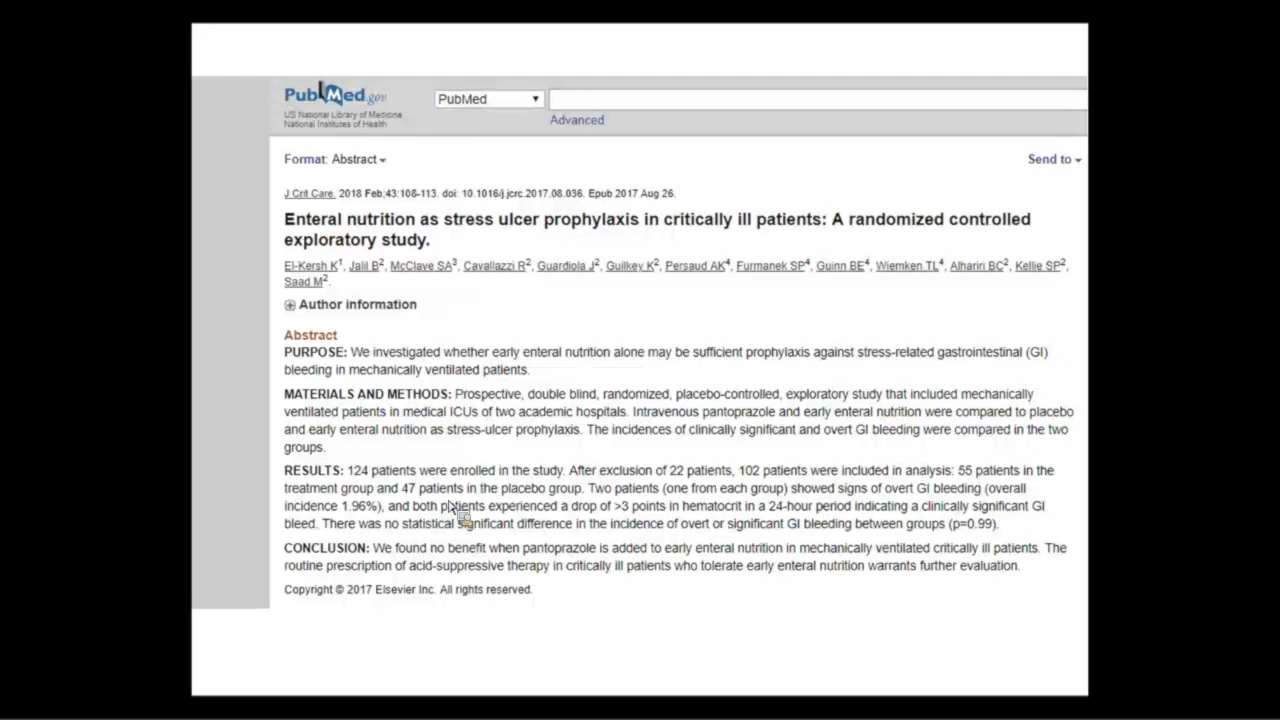 PubMed.gov
US National Library of Medicine
National Institutes of Health
PubMed
Advanced
Format: Abstract
Send to
J Crit Care. 2018 Feb;43:108-113. doi: 10.1016/j.jcrc.2017.08.036. Epub 2017 Aug 26.
Enteral nutrition as stress ulcer prophylaxis in critically ill patients: A randomized controlled
exploratory study.
El-Kersh K1, Jalil B2, McClave SA3, Cavallazzi R2, Guardiola J2, Guilkey K2, Persaud AK4, Furmanek SP4, Guinn BE4, Wiemken TL4, Alhariri BC2, Kellie SP2,
Saad M2.
Author information
Abstract
PURPOSE: We investigated whether early enteral nutrition alone may be sufficient prophylaxis against stress-related gastrointestinal (GI)
bleeding in mechanically ventilated patients.
MATERIALS AND METHODS: Prospective, double blind, randomized, placebo-controlled, exploratory study that included mechanically
ventilated patients in medical ICUs of two academic hospitals. Intravenous pantoprazole and early enteral nutrition were compared to placebo
and early enteral nutrition as stress-ulcer prophylaxis. The incidences of clinically significant and overt GI bleeding were compared in the two
groups.
RESULTS: 124 patients were enrolled in the study. After exclusion of 22 patients, 102 patients were included in analysis: 55 patients in the
treatment group and 47 patients in the placebo group. Two patients (one from each group) showed signs of overt GI bleeding (overall
incidence 1.96%), and both patients experienced a drop of >3 points in hematocrit in a 24-hour period indicating a clinically significant GI
bleed. There was no statistical significant difference in the incidence of overt or significant GI bleeding between groups (p=0.99).
CONCLUSION: We found no benefit when pantoprazole is added to early enteral nutrition in mechanically ventilated critically ill patients. The
routine prescription of acid-suppressive therapy in critically ill patients who tolerate early enteral nutrition warrants further evaluation.
Copyright © 2017 Elsevier Inc. All rights reserved.